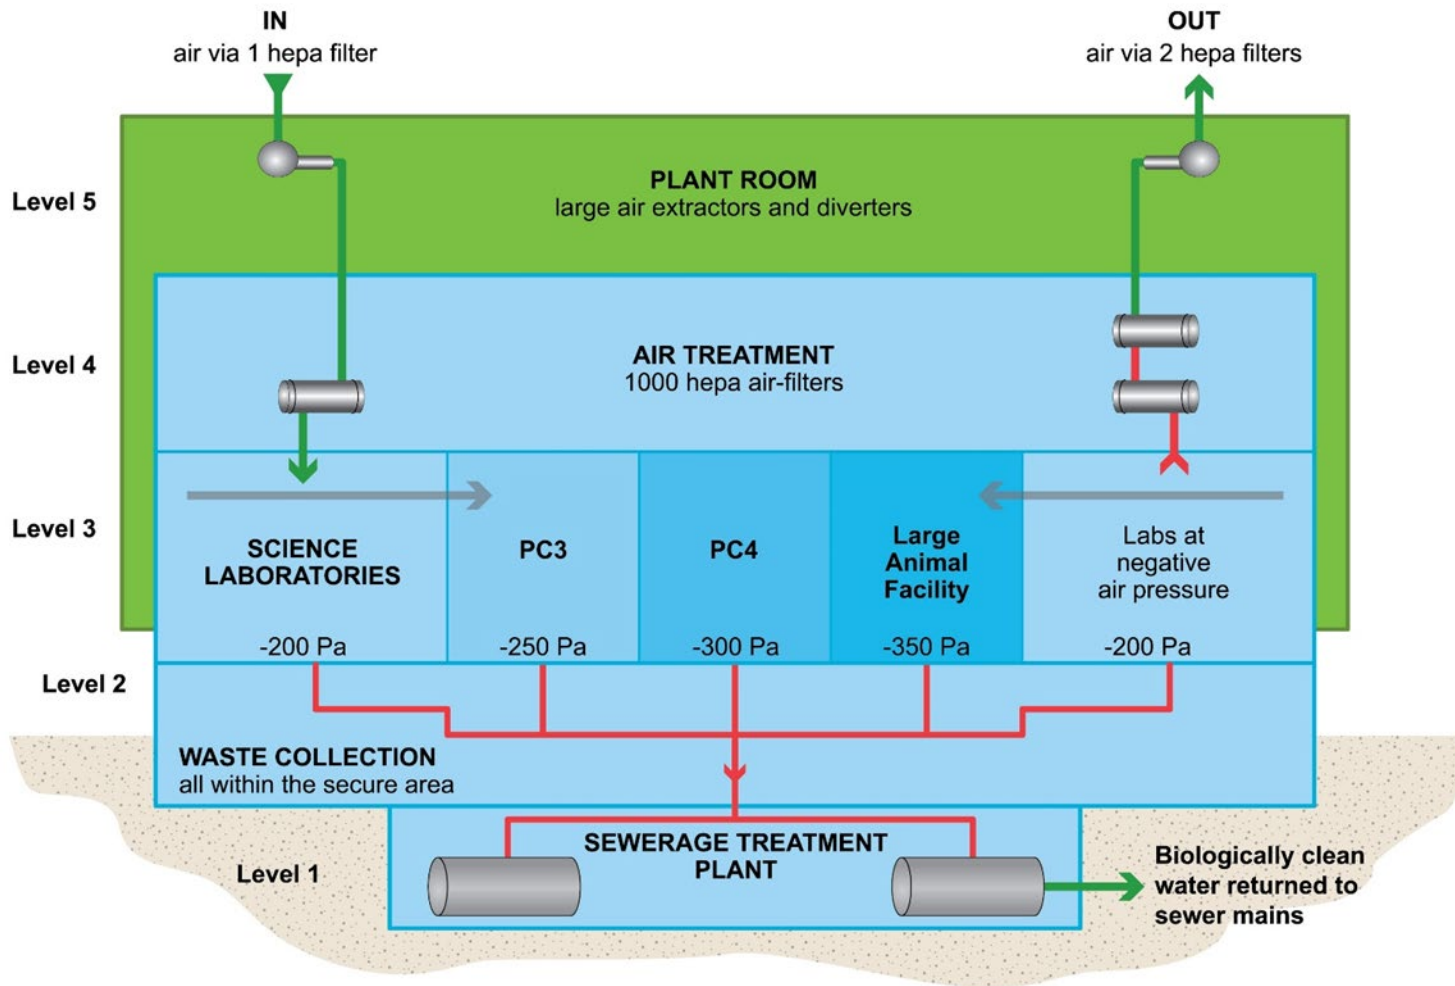 IN
air via 1 hepa filter
OUT
air via 2 hepa filters
Level 5
PLANT ROOM
large air extractors and diverters
Level 4
AIR TREATMENT
1000 hepa air-filters
Level 3
SCIENCE
LABORATORIES
-200 Pa
PC3
-250 Pa
PC4
-300 Pa
Large
Animal
Facility
-350 Pa
Labs at
negative
air pressure
-200 Pa
Level 2
WASTE COLLECTION
all within the secure area
Level 1
SEWERAGE TREATMENT
PLANT
Biologically clean
water returned to
sewer mains